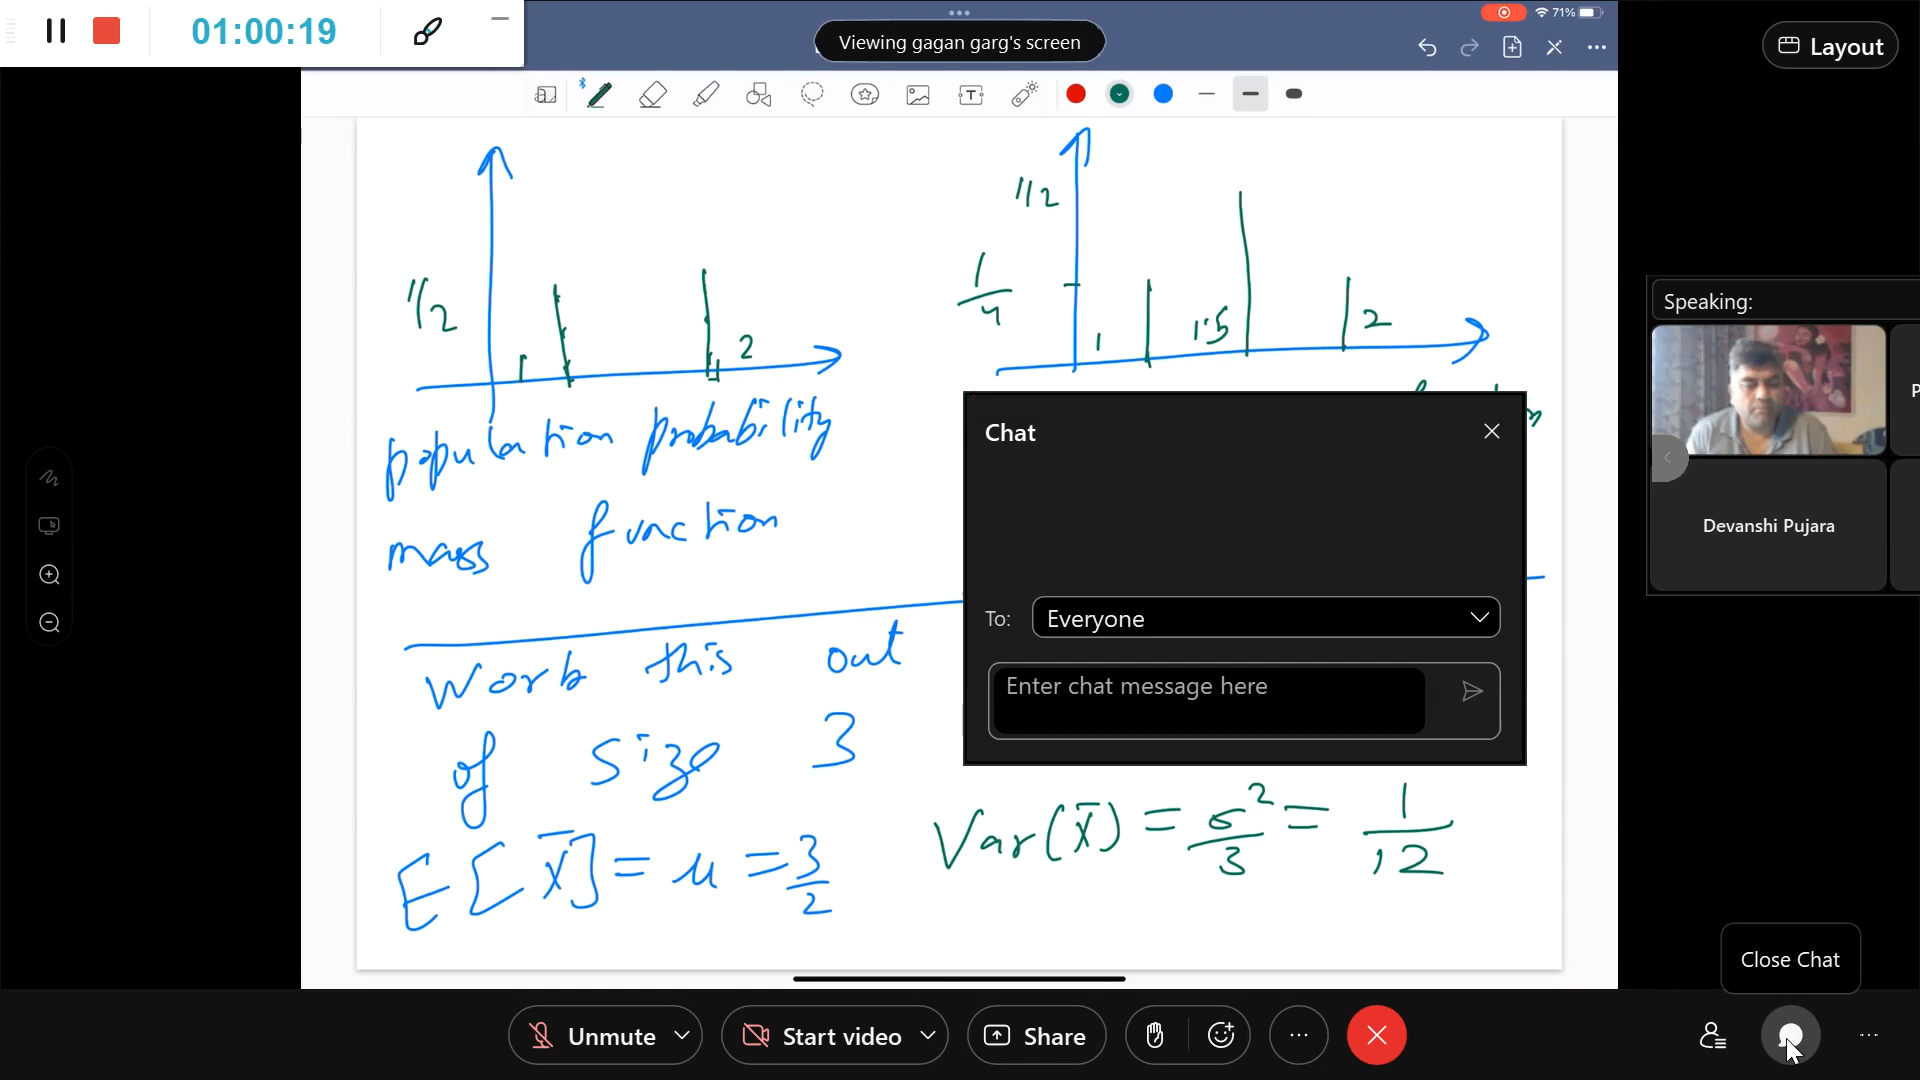 01:00:19
Viewing gagan garg's screen
71%
Layout
1/2
1
2
1/2
1/4
1
1.5
2
population probability
mass function
Work this out
of size 3
E[X̄] = μ = 3/2
Var(X̄) = σ²/3 = 1/12
Chat
To:
Everyone
Enter chat message here
Speaking:
P
Devanshi Pujara
Close Chat
Unmute
Start video
Share